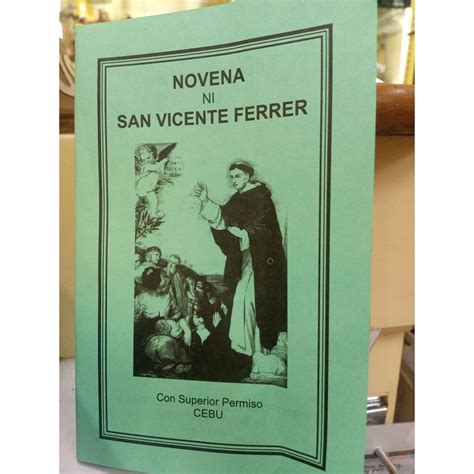 NOVENA
NI
SAN VICENTE FERRER
Con Superior Permiso
CEBU